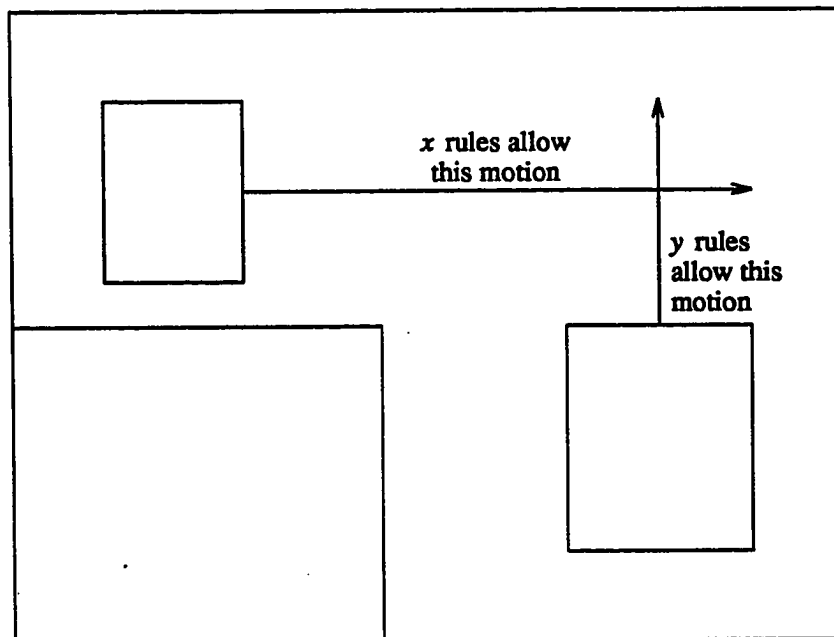 x rules allow
this motion
y rules
allow this
motion